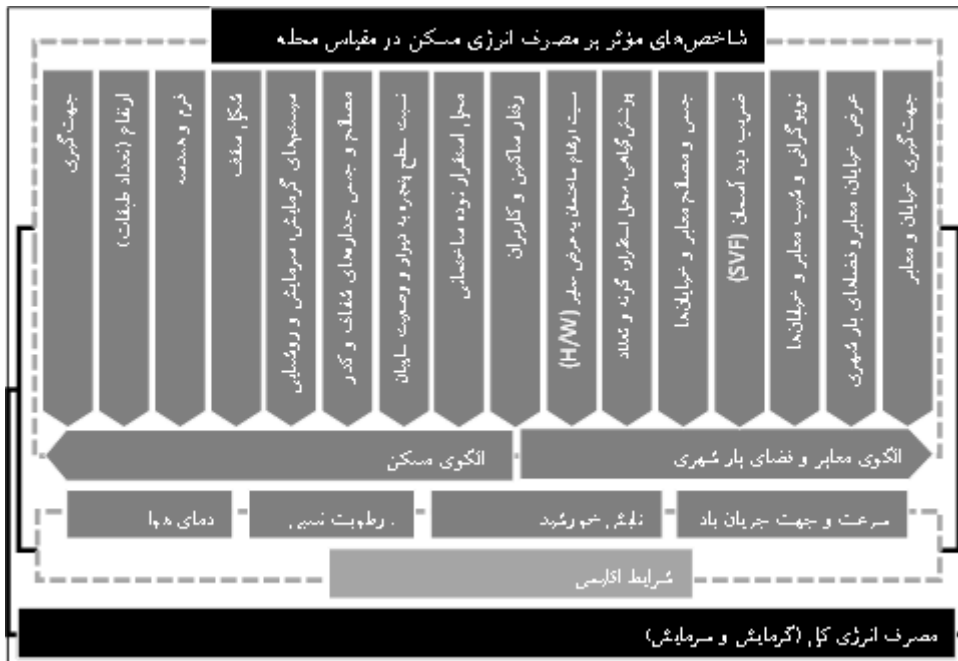 شاخص‌های مؤثر بر مصرف انرژی مسکن در مقیاس محله
جهت‌گیری خیابان و معابر
عرض خیابان، معابر و فضاهای باز شهری
توپوگرافی و شیب معابر و خیابان‌ها
ضریب دید آسمان (SVF)
جنس و مصالح معابر و خیابان‌ها
پوشش گیاهی، محل استقرار، گونه و تعداد
نسبت ارتفاع ساختمان به عرض معبر (H/W)
رفتار ساکنین و کاربران
محل استقرار توده ساختمانی
نسبت سطح پنجره به دیوار و وضعیت سایبان
مصالح و جنس جدارهای شفاف و کدر
سیستم‌های گرمایش، سرمایش و روشنایی
شکل سقف
فرم و هندسه
ارتفاع (تعداد طبقات)
جهت‌گیری
الگوی معابر و فضای باز شهری
الگوی مسکن
سرعت و جهت جریان باد
تابش خورشید
رطوبت نسبی
دمای هوا
شرایط اقلیمی
مصرف انرژی کل (گرمایش و سرمایش)